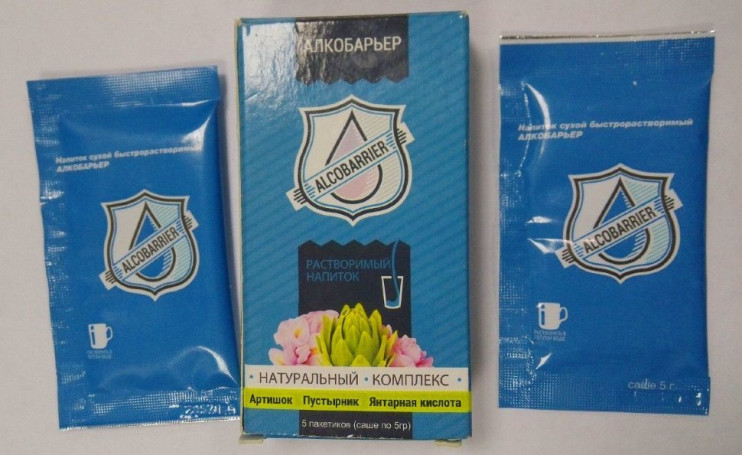 Напиток сухой быстрорастворимый
АЛКОБАРЬЕР
ALCOBARRIER
АЛКОБАРЬЕР
ALCOBARRIER
РАСТВОРИМЫЙ
НАПИТОК
· НАТУРАЛЬНЫЙ · КОМПЛЕКС ·
Артишок Пустырник Янтарная кислота
5 пакетиков (саше по 5гр)
Напиток сухой быстрорастворимый
АЛКОБАРЬЕР
ALCOBARRIER
саше 5 г.